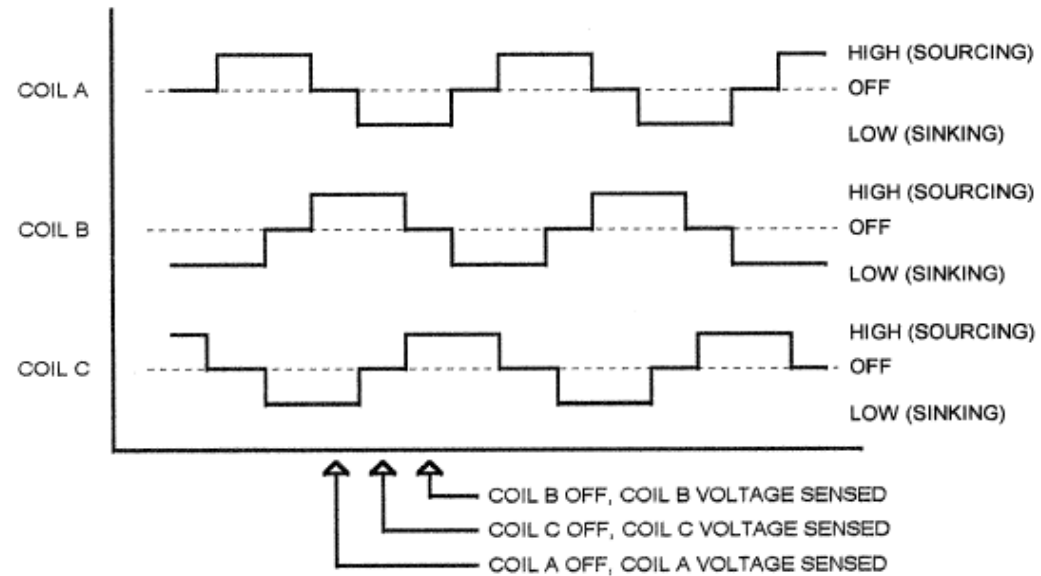 HIGH (SOURCING)
COIL A
OFF
LOW (SINKING)
HIGH (SOURCING)
COIL B
OFF
LOW (SINKING)
HIGH (SOURCING)
COIL C
OFF
LOW (SINKING)
COIL B OFF, COIL B VOLTAGE SENSED
COIL C OFF, COIL C VOLTAGE SENSED
COIL A OFF, COIL A VOLTAGE SENSED